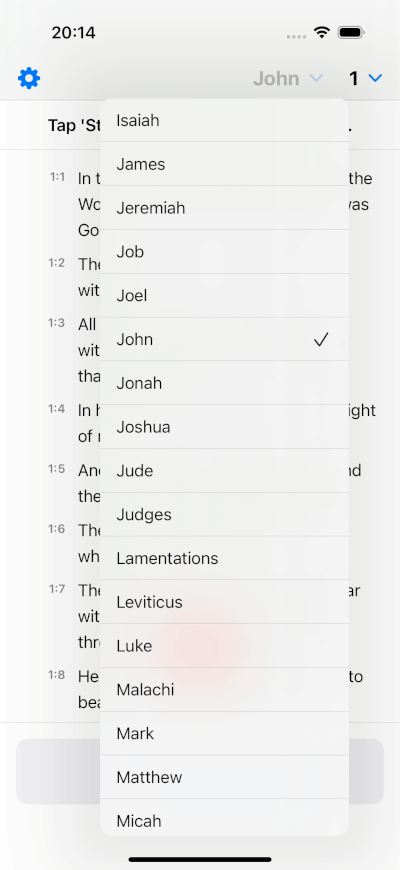 20:14
John 1
Tap 'St
.
Isaiah
James
Jeremiah
Job
Joel
John
Jonah
Joshua
Jude
Judges
Lamentations
Leviticus
Luke
Malachi
Mark
Matthew
Micah
1:1 In t the
Wo was
Go
1:2 The
wit
1:3 All
wit
tha
1:4 In h ight
of r
1:5 And nd
the
1:6 The
wh
1:7 The ar
wit
thr
1:8 He to
bea